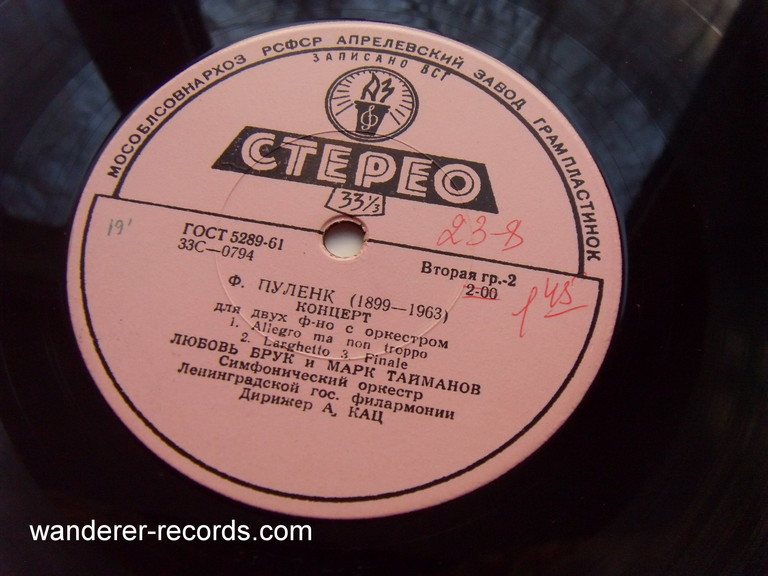 МОСОБЛСОВНАРХОЗ РСФСР АПРЕЛЕВСКИЙ ЗАВОД ГРАМПЛАСТИНОК
ЗАПИСАНО ВСГ
АЗ
СТЕРЕО
33⅓
19'
ГОСТ 5289-61
33С—0794
23-8
Вторая гр.-2
2-00
Ф. ПУЛЕНК (1899—1963)
КОНЦЕРТ
для двух ф-но с оркестром
1. Allegro ma non troppo
2. Larghetto 3 Finale
ЛЮБОВЬ БРУК и МАРК ТАЙМАНОВ
Симфонический оркестр
Ленинградской гос. филармонии
Дирижер А. КАЦ
wanderer-records.com